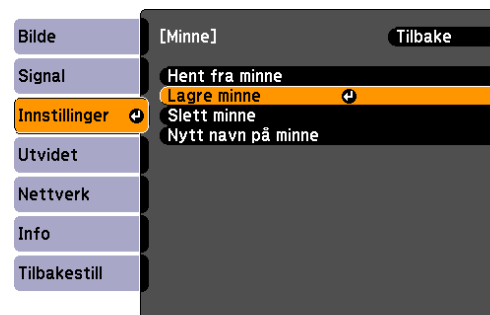 Bilde
Signal
Innstillinger
Utvidet
Nettverk
Info
Tilbakestill
[Minne] Tilbake
Hent fra minne
Lagre minne
Slett minne
Nytt navn på minne